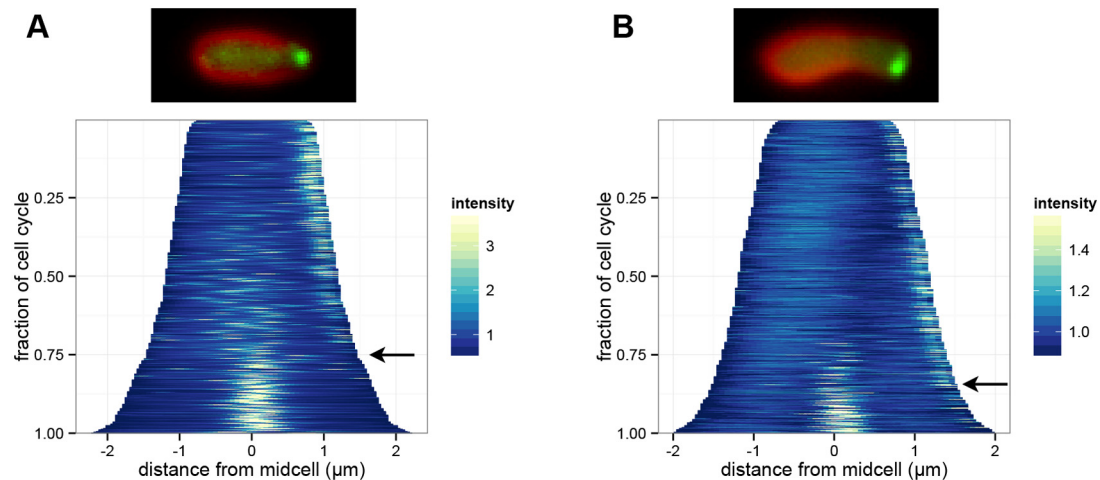 A
B
fraction of cell cycle
0.25
0.50
0.75
1.00
-2 -1 0 1 2
distance from midcell (µm)
intensity
3
2
1
fraction of cell cycle
0.25
0.50
0.75
1.00
-2 -1 0 1 2
distance from midcell (µm)
intensity
1.4
1.2
1.0